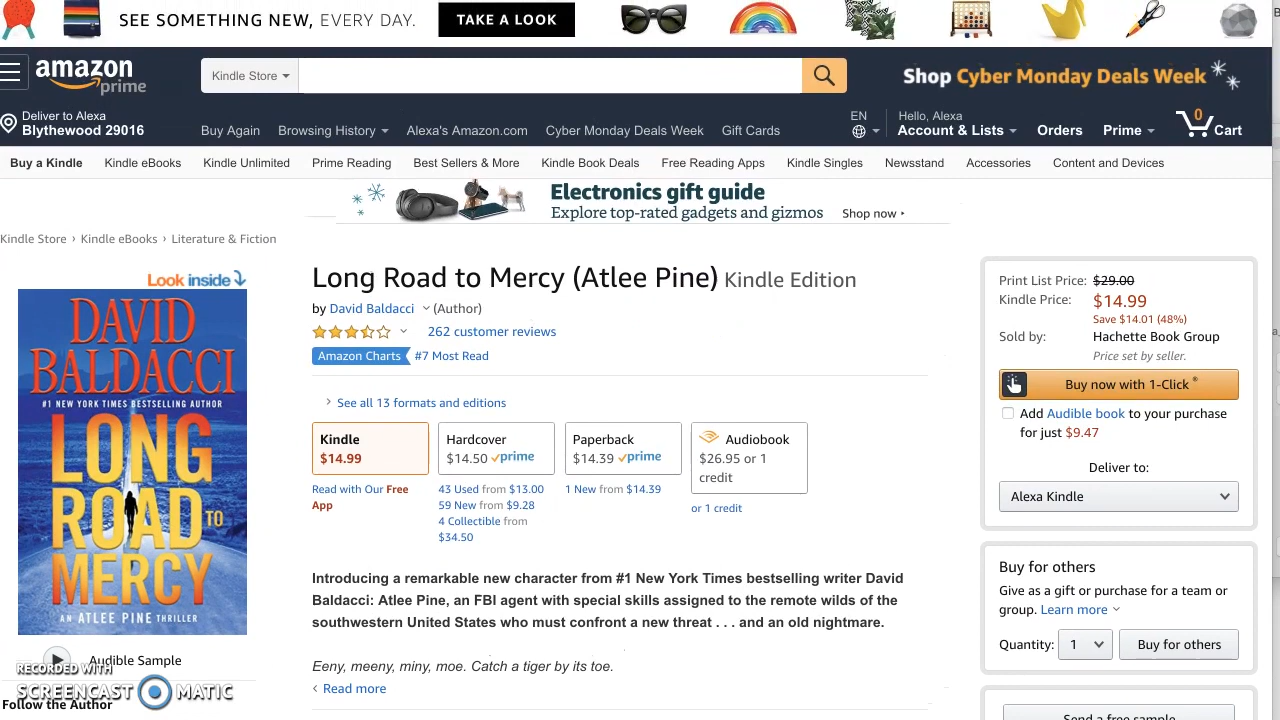 SEE SOMETHING NEW, EVERY DAY. TAKE A LOOK
amazon prime
Kindle Store
Shop Cyber Monday Deals Week
Deliver to Alexa
Blythewood 29016
Buy Again Browsing History Alexa's Amazon.com Cyber Monday Deals Week Gift Cards
EN
Hello, Alexa
Account & Lists Orders Prime 0 Cart
Buy a Kindle Kindle eBooks Kindle Unlimited Prime Reading Best Sellers & More Kindle Book Deals Free Reading Apps Kindle Singles Newsstand Accessories Content and Devices
Electronics gift guide
Explore top-rated gadgets and gizmos Shop now ▸
Kindle Store › Kindle eBooks › Literature & Fiction
Look inside
DAVID
BALDACCI
#1 NEW YORK TIMES BESTSELLING AUTHOR
LONG
ROAD TO
MERCY
AN ATLEE PINE THRILLER
Audible Sample
RECORDED WITH
SCREENCAST MATIC
Follow the Author
Long Road to Mercy (Atlee Pine) Kindle Edition
by David Baldacci (Author)
262 customer reviews
Amazon Charts #7 Most Read
› See all 13 formats and editions
Kindle
$14.99
Read with Our Free
App
Hardcover
$14.50 prime
43 Used from $13.00
59 New from $9.28
4 Collectible from
$34.50
Paperback
$14.39 prime
1 New from $14.39
Audiobook
$26.95 or 1
credit
or 1 credit
Introducing a remarkable new character from #1 New York Times bestselling writer David
Baldacci: Atlee Pine, an FBI agent with special skills assigned to the remote wilds of the
southwestern United States who must confront a new threat . . . and an old nightmare.
Eeny, meeny, miny, moe. Catch a tiger by its toe.
‹ Read more
Print List Price: $29.00
Kindle Price: $14.99
Save $14.01 (48%)
Sold by: Hachette Book Group
Price set by seller.
Buy now with 1-Click ®
Add Audible book to your purchase
for just $9.47
Deliver to:
Alexa Kindle
Buy for others
Give as a gift or purchase for a team or
group. Learn more
Quantity: 1 Buy for others
Send a free sample